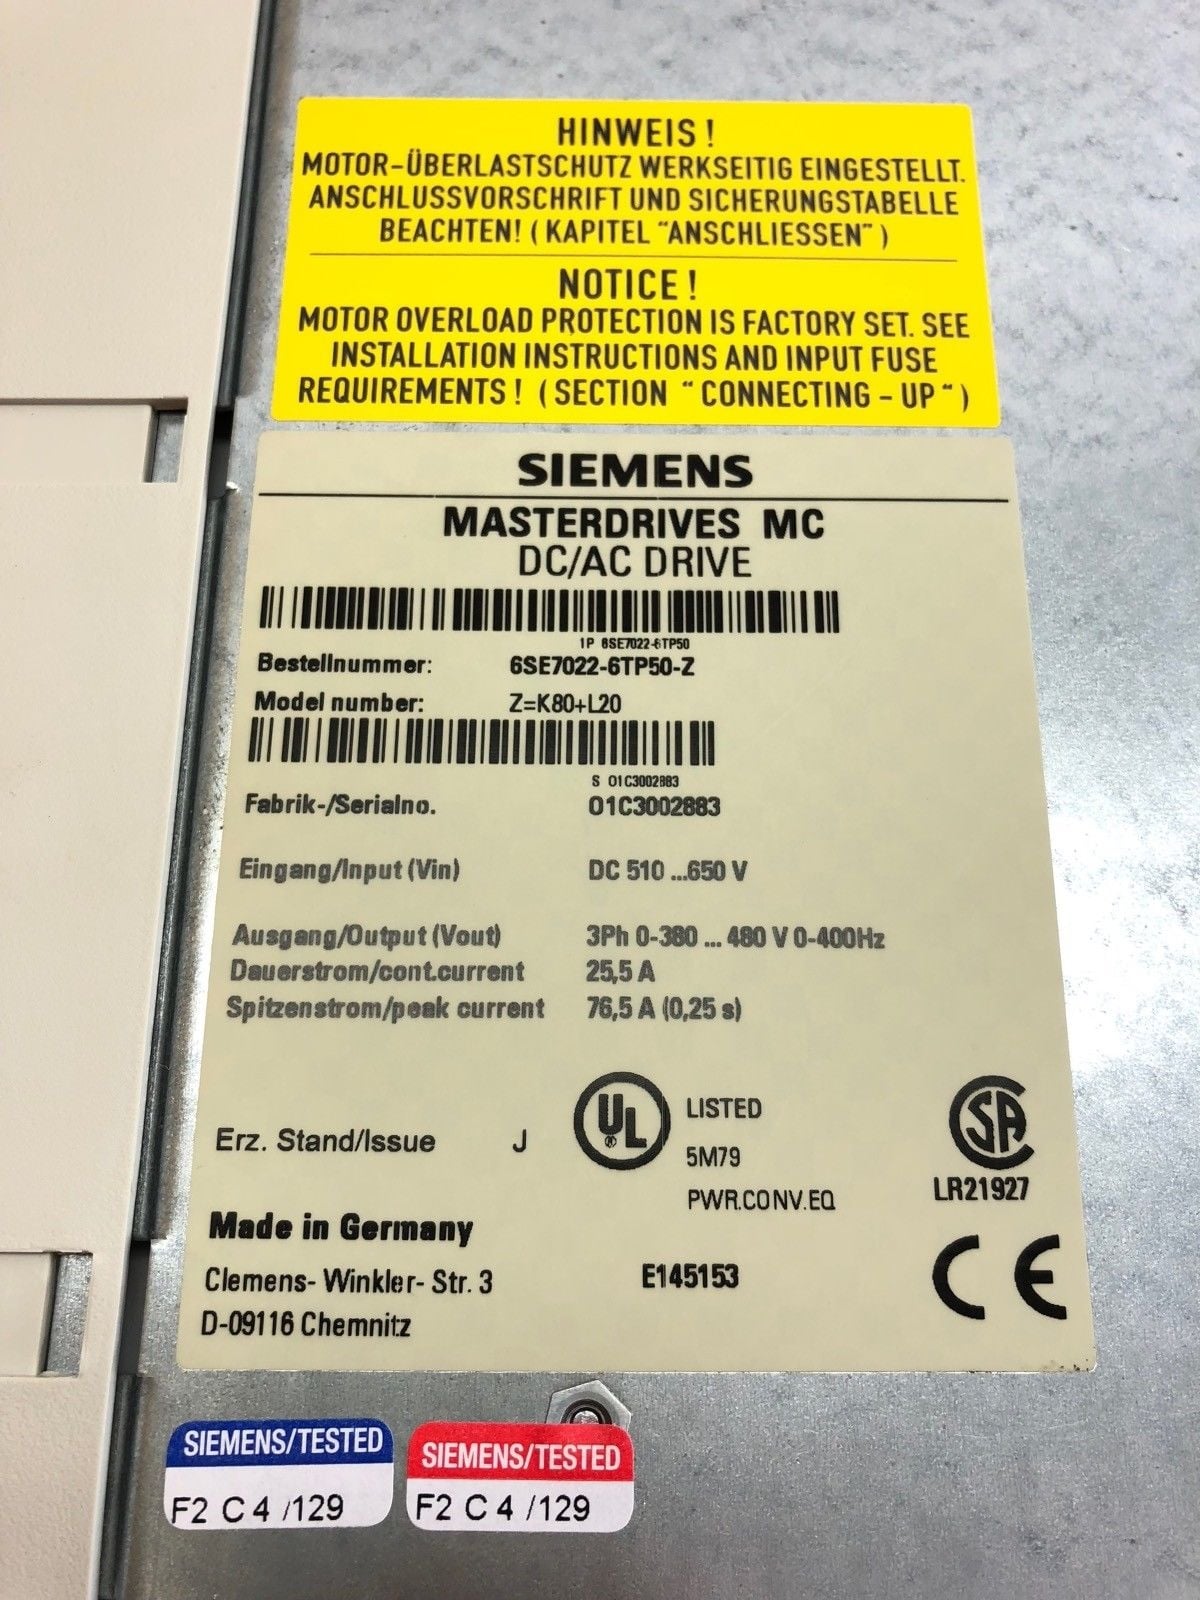 HINWEIS !
MOTOR-ÜBERLASTSCHUTZ WERKSEITIG EINGESTELLT.
ANSCHLUSSVORSCHRIFT UND SICHERUNGSTABELLE
BEACHTEN! ( KAPITEL "ANSCHLIESSEN" )
NOTICE !
MOTOR OVERLOAD PROTECTION IS FACTORY SET. SEE
INSTALLATION INSTRUCTIONS AND INPUT FUSE
REQUIREMENTS ! ( SECTION " CONNECTING - UP " )
SIEMENS
MASTERDRIVES MC
DC/AC DRIVE
1P 6SE7022-6TP50
Bestellnummer: 6SE7022-6TP50-Z
Model number: Z=K80+L20
S O1C3002883
Fabrik-/Serialno. O1C3002883
Eingang/Input (Vin) DC 510 ...650 V
Ausgang/Output (Vout) 3Ph 0-380 ... 480 V 0-400Hz
Dauerstrom/cont.current 25,5 A
Spitzenstrom/peak current 76,5 A (0,25 s)
Erz. Stand/Issue J
UL ® LISTED
5M79
PWR.CONV.EQ
SA
LR21927
Made in Germany
Clemens- Winkler- Str. 3
D-09116 Chemnitz
E145153
CE
SIEMENS/TESTED
F2 C 4 /129
SIEMENS/TESTED
F2 C 4 /129